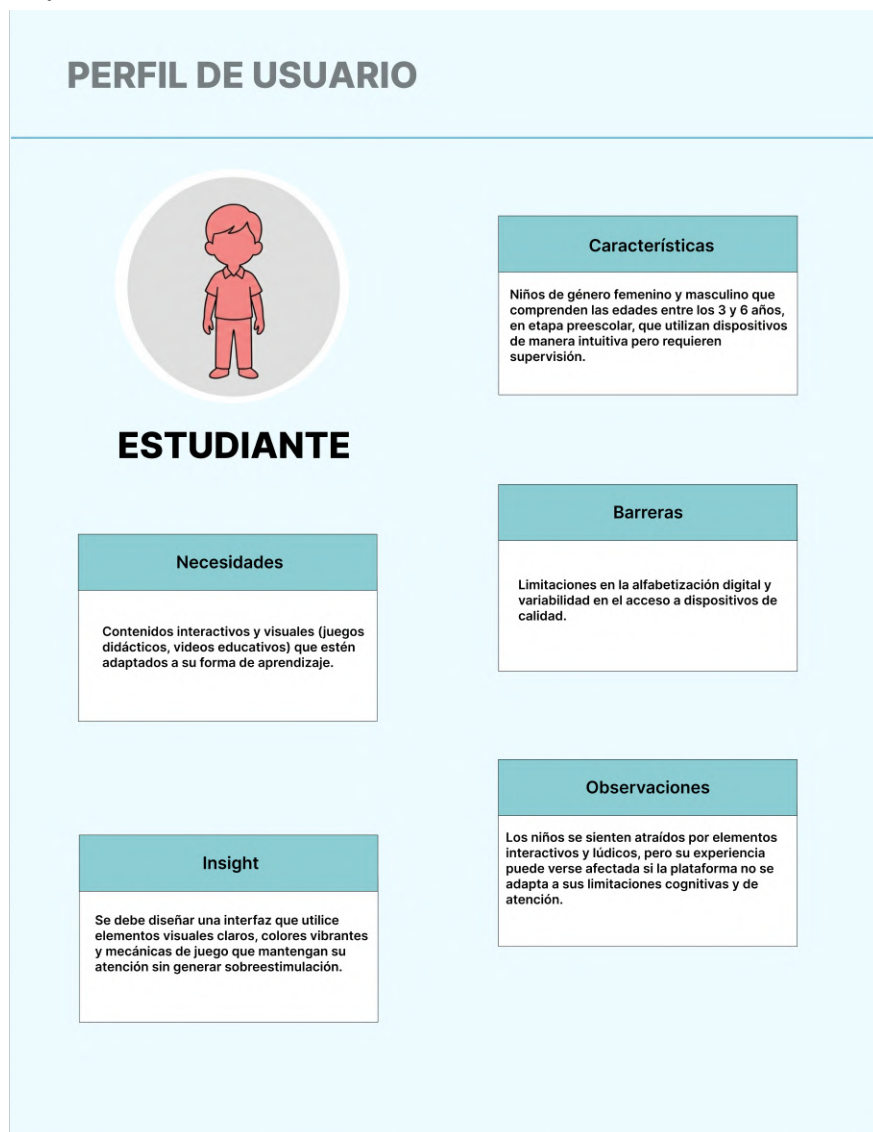 PERFIL DE USUARIO
ESTUDIANTE
Características
Niños de género femenino y masculino que
comprenden las edades entre los 3 y 6 años,
en etapa preescolar, que utilizan dispositivos
de manera intuitiva pero requieren
supervisión.
Necesidades
Contenidos interactivos y visuales (juegos
didácticos, videos educativos) que estén
adaptados a su forma de aprendizaje.
Barreras
Limitaciones en la alfabetización digital y
variabilidad en el acceso a dispositivos de
calidad.
Insight
Se debe diseñar una interfaz que utilice
elementos visuales claros, colores vibrantes
y mecánicas de juego que mantengan su
atención sin generar sobreestimulación.
Observaciones
Los niños se sienten atraídos por elementos
interactivos y lúdicos, pero su experiencia
puede verse afectada si la plataforma no se
adapta a sus limitaciones cognitivas y de
atención.